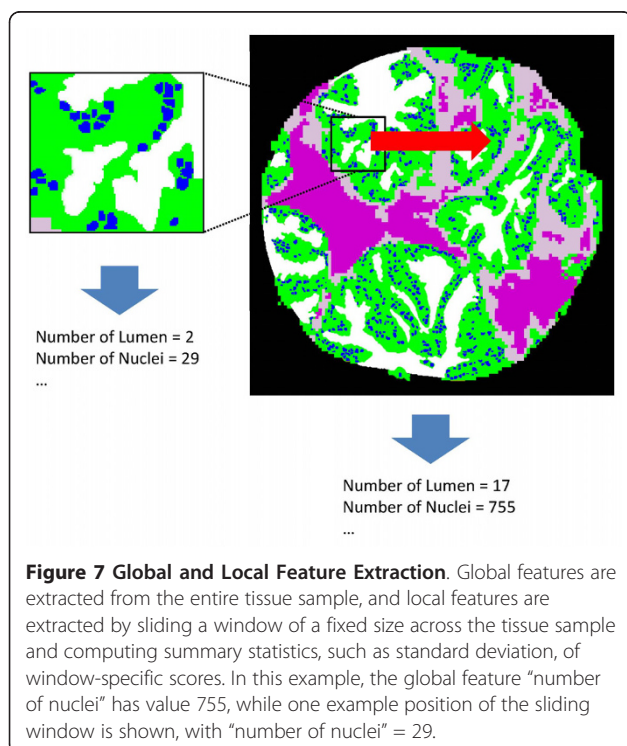 Number of Lumen = 2
Number of Nuclei = 29
...
Number of Lumen = 17
Number of Nuclei = 755
...
Figure 7 Global and Local Feature Extraction. Global features are
extracted from the entire tissue sample, and local features are
extracted by sliding a window of a fixed size across the tissue sample
and computing summary statistics, such as standard deviation, of
window-specific scores. In this example, the global feature “number
of nuclei” has value 755, while one example position of the sliding
window is shown, with “number of nuclei” = 29.